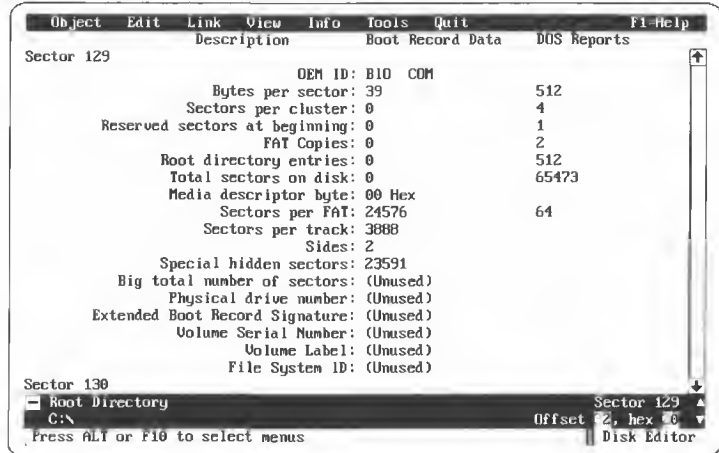 Object Edit Link View Info Tools Quit F1=Help
Description Boot Record Data DOS Reports
Sector 129
OEM ID: BIO COM
Bytes per sector: 39 512
Sectors per cluster: 0 4
Reserved sectors at beginning: 0 1
FAT Copies: 0 2
Root directory entries: 0 512
Total sectors on disk: 0 65473
Media descriptor byte: 00 Hex
Sectors per FAT: 24576 64
Sectors per track: 3888
Sides: 2
Special hidden sectors: 23591
Big total number of sectors: (Unused)
Physical drive number: (Unused)
Extended Boot Record Signature: (Unused)
Volume Serial Number: (Unused)
Volume Label: (Unused)
File System ID: (Unused)
Sector 130
Root Directory Sector 129
C:\ Offset 2, hex 0
Press ALT or F10 to select menus Disk Editor